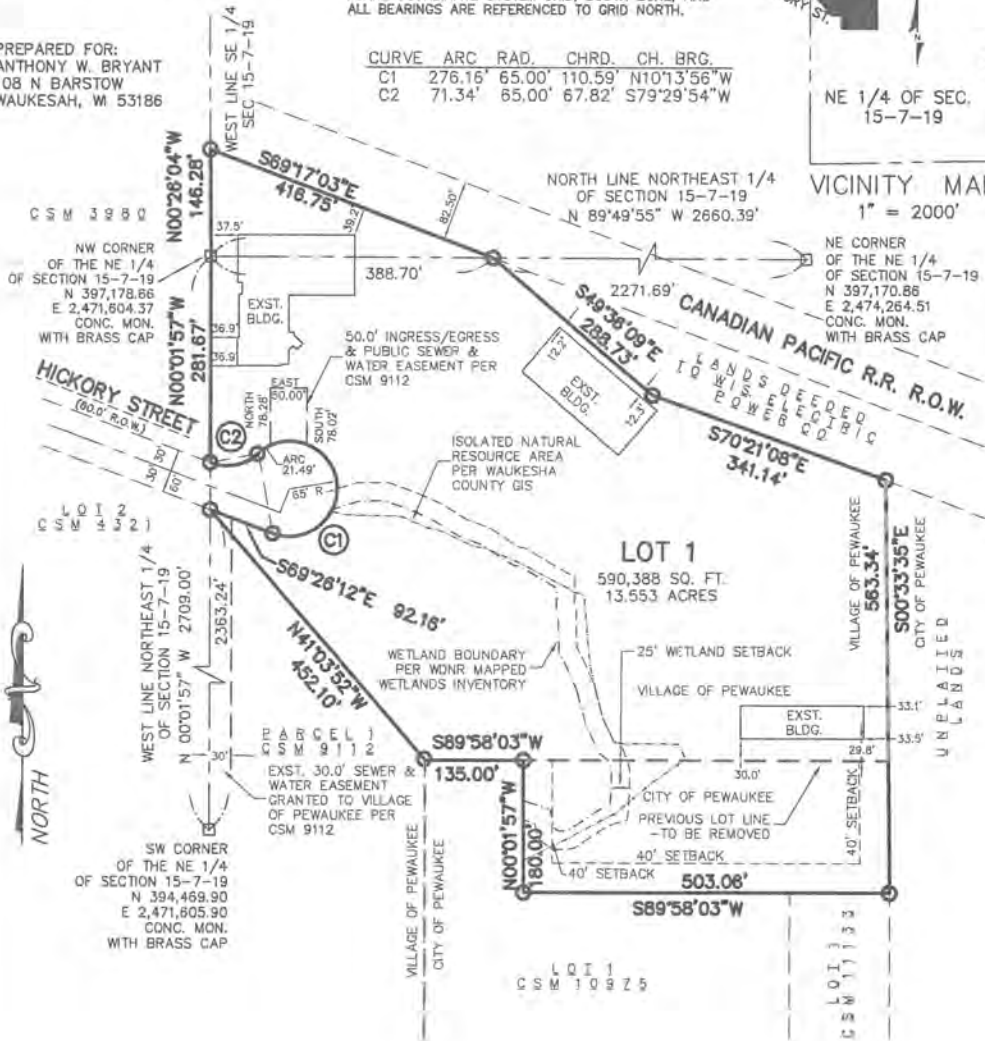 ALL BEARINGS ARE REFERENCED TO GRID NORTH.
PREPARED FOR:
ANTHONY W. BRYANT
08 N BARSTOW
WAUKESAH, WI 53186
WEST LINE SE 1/4
SEC 15-7-19
CURVE ARC RAD. CHRD. CH. BRG.
C1 276.16' 65.00' 110.59' N10°13'56"W
C2 71.34' 65.00' 67.82' S79°29'54"W
RY ST.
NE 1/4 OF SEC.
15-7-19
VICINITY MA
1" = 2000'
N00°26'04"W
146.28'
S69°17'03"E
416.75'
82.50'
39.2'
37.5'
CSM 3980
NORTH LINE NORTHEAST 1/4
OF SECTION 15-7-19
N 89°49'55" W 2660.39'
NW CORNER
OF THE NE 1/4
OF SECTION 15-7-19
N 397,178.66
E 2,471,604.37
CONC. MON.
WITH BRASS CAP
388.70'
2271.69'
NE CORNER
OF THE NE 1/4
OF SECTION 15-7-19
N 397,170.86
E 2,474,264.51
CONC. MON.
WITH BRASS CAP
N00°01'57"W
281.67'
EXST.
BLDG.
36.9'
36.9
50.0' INGRESS/EGRESS
& PUBLIC SEWER &
WATER EASEMENT PER
CSM 9112
S49°36'09"E
288.73'
CANADIAN PACIFIC R.R. R.O.W.
LANDS DEEDED
TO WIS ELECTRIC
POWER CO
12.2'
EXST.
BLDG.
12.3'
HICKORY STREET
(60.0' R.O.W.)
30' 30'
60'
EAST
60.00'
NORTH
78.28'
SOUTH
78.02'
C2
ARC
21.49'
65' R
C1
ISOLATED NATURAL
RESOURCE AREA
PER WAUKESHA
COUNTY GIS
S70°21'08"E
341.14'
LOT 2
CSM 4321
S69°26'12"E 92.16'
LOT 1
590,388 SQ. FT.
13.553 ACRES
VILLAGE OF PEWAUKEE
563.34'
S00°33'35"E
CITY OF PEWAUKEE
UNPLATTED
LANDS
WEST LINE NORTHEAST 1/4
OF SECTION 15-7-19
N 00°01'57" W 2709.00'
2363.24'
30'
N41°03'52"W
452.10'
WETLAND BOUNDARY
PER WDNR MAPPED
WETLANDS INVENTORY
25' WETLAND SETBACK
VILLAGE OF PEWAUKEE
EXST.
BLDG.
33.1'
33.5'
29.8'
30.0'
PARCEL 1
CSM 9112
EXST. 30.0' SEWER &
WATER EASEMENT
GRANTED TO VILLAGE
OF PEWAUKEE PER
CSM 9112
S89°58'03"W
135.00'
CITY OF PEWAUKEE
PREVIOUS LOT LINE
-TO BE REMOVED
40' SETBACK
N00°01'57"W
180.00'
40' SETBACK
40' SETBACK
503.06'
S89°58'03"W
NORTH
SW CORNER
OF THE NE 1/4
OF SECTION 15-7-19
N 394,469.90
E 2,471,605.90
CONC. MON.
WITH BRASS CAP
VILLAGE OF PEWAUKEE
CITY OF PEWAUKEE
LOT 1
CSM 10975
CSM 11133